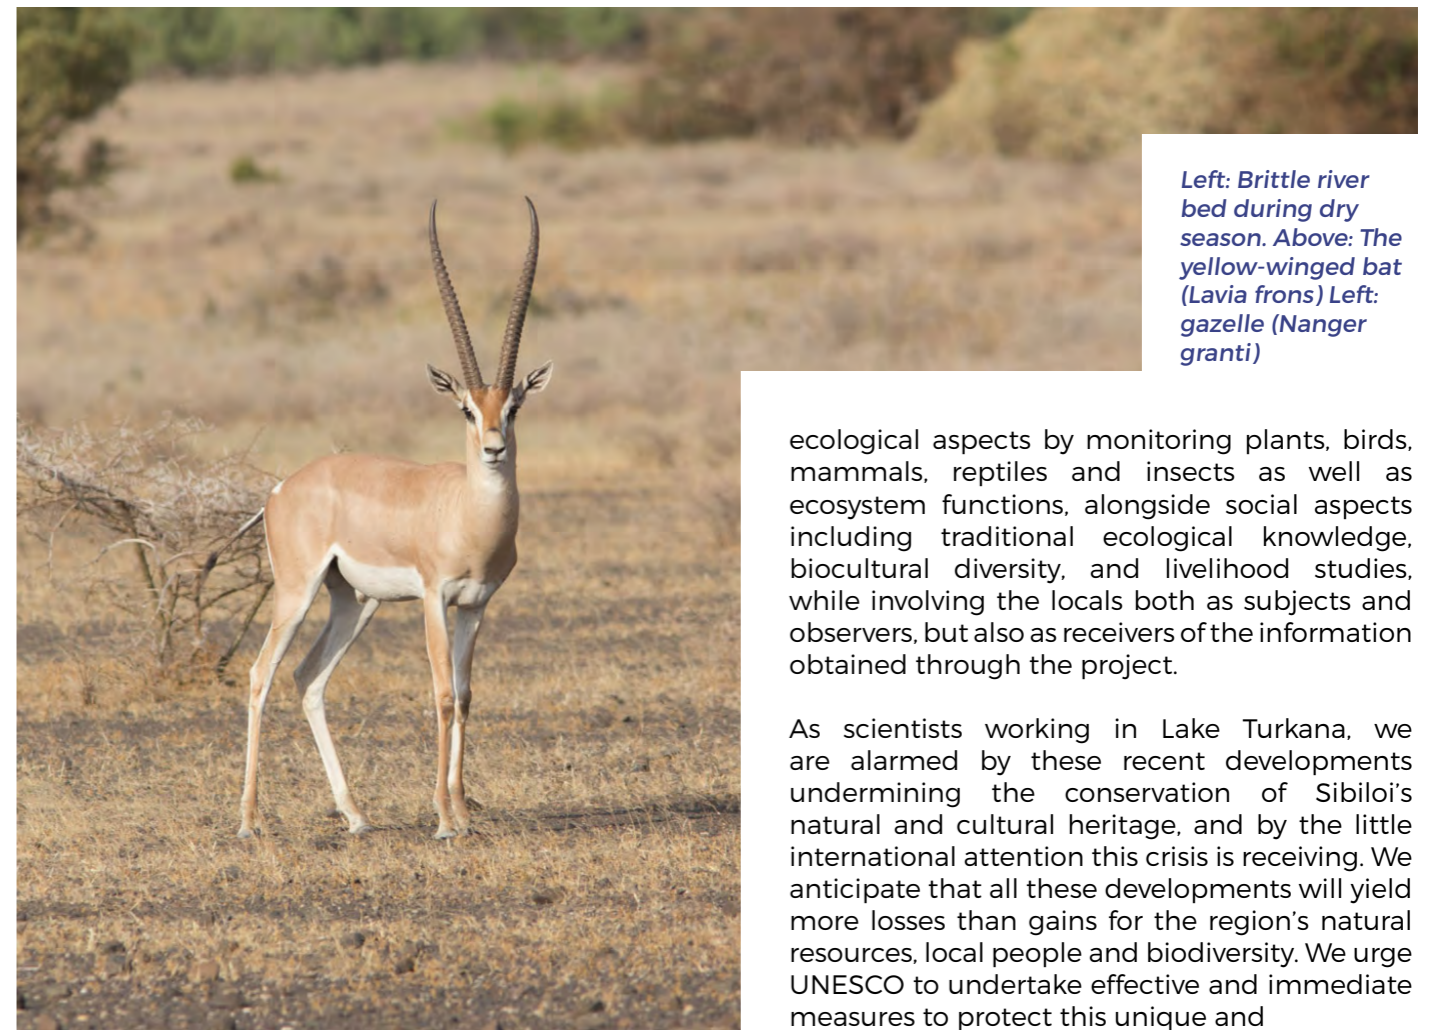 Left: Brittle river
bed during dry
season. Above: The
yellow-winged bat
(Lavia frons) Left:
gazelle (Nanger
granti)
ecological aspects by monitoring plants, birds,
mammals, reptiles and insects as well as
ecosystem functions, alongside social aspects
including traditional ecological knowledge,
biocultural diversity, and livelihood studies,
while involving the locals both as subjects and
observers, but also as receivers of the information
obtained through the project.
As scientists working in Lake Turkana, we
are alarmed by these recent developments
undermining the conservation of Sibiloi’s
natural and cultural heritage, and by the little
international attention this crisis is receiving. We
anticipate that all these developments will yield
more losses than gains for the region’s natural
resources, local people and biodiversity. We urge
UNESCO to undertake effective and immediate
measures to protect this unique and